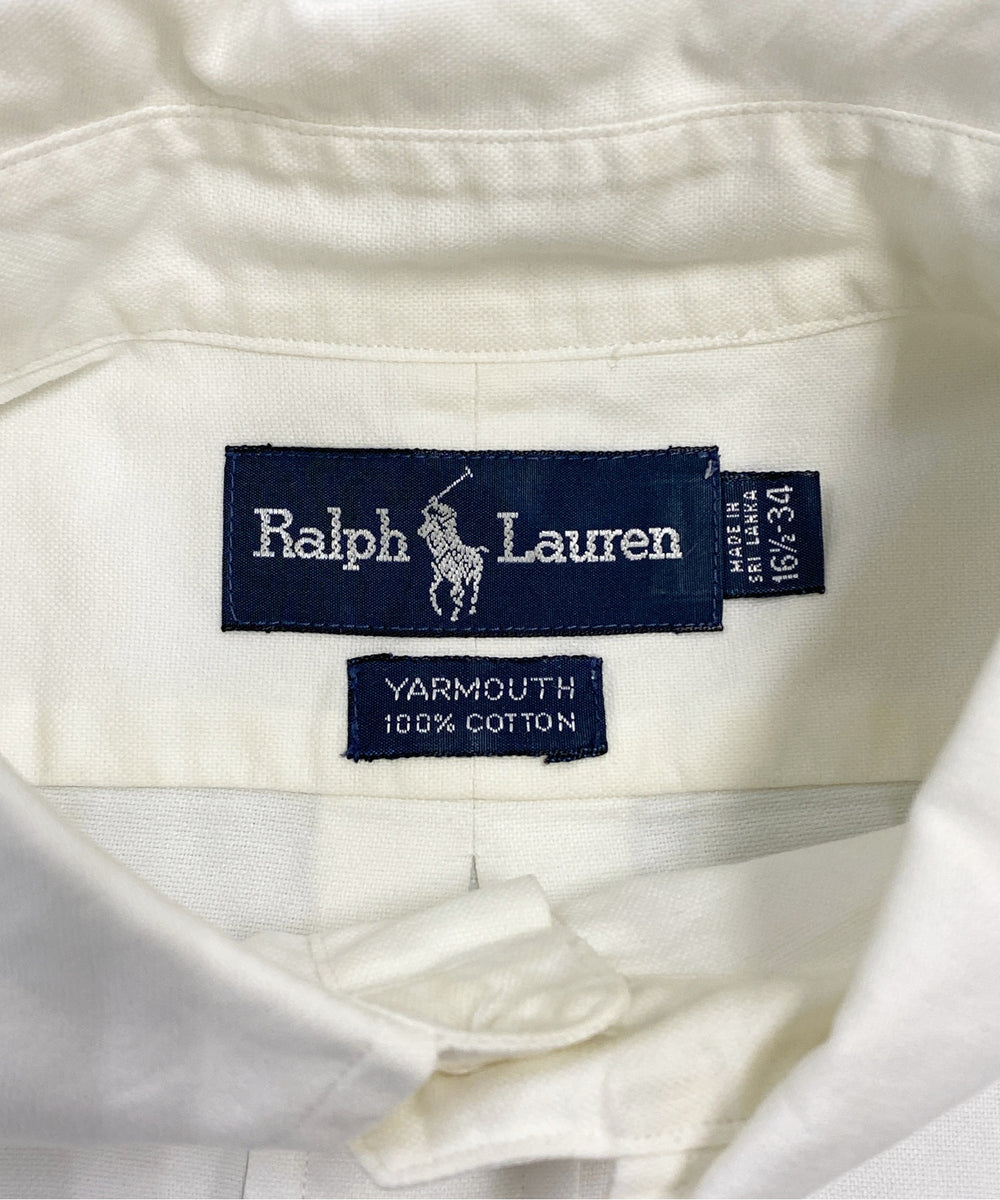 Ralph Lauren
MADE IN
SRI LANKA
16½-34
YARMOUTH
100% COTTON